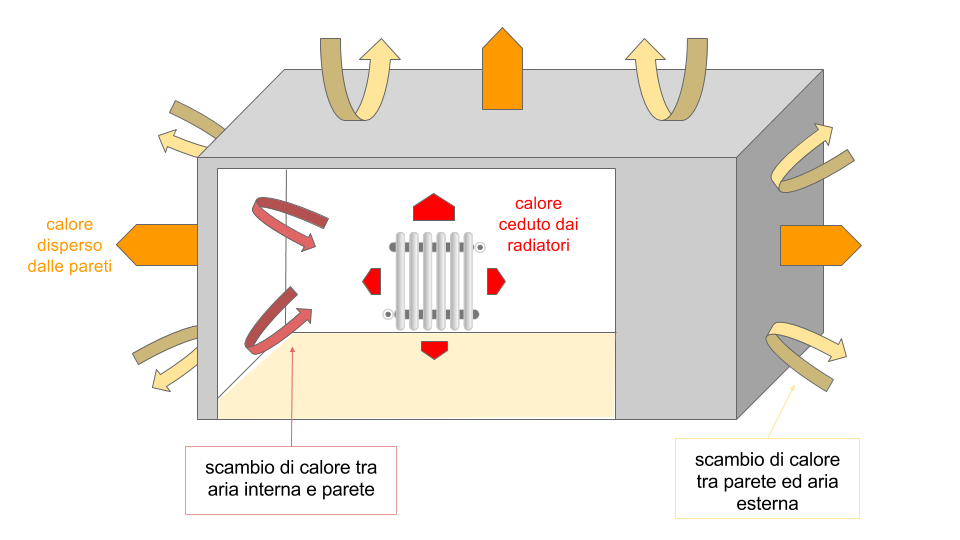 calore
ceduto dai
radiatori
calore
disperso
dalle pareti
scambio di calore tra
aria interna e parete
scambio di calore
tra parete ed aria
esterna